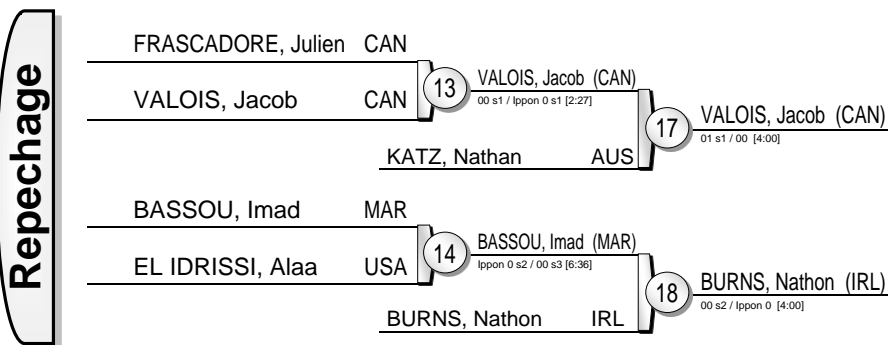 Repechage
FRASCADORE, Julien CAN
VALOIS, Jacob CAN
13
VALOIS, Jacob (CAN)
00 s1 / Ippon 0 s1 [2:27]
KATZ, Nathan AUS
17
VALOIS, Jacob (CAN)
01 s1 / 00 [4:00]
BASSOU, Imad MAR
EL IDRISSI, Alaa USA
14
BASSOU, Imad (MAR)
Ippon 0 s2 / 00 s3 [6:36]
BURNS, Nathon IRL
18
BURNS, Nathon (IRL)
00 s2 / Ippon 0 [4:00]